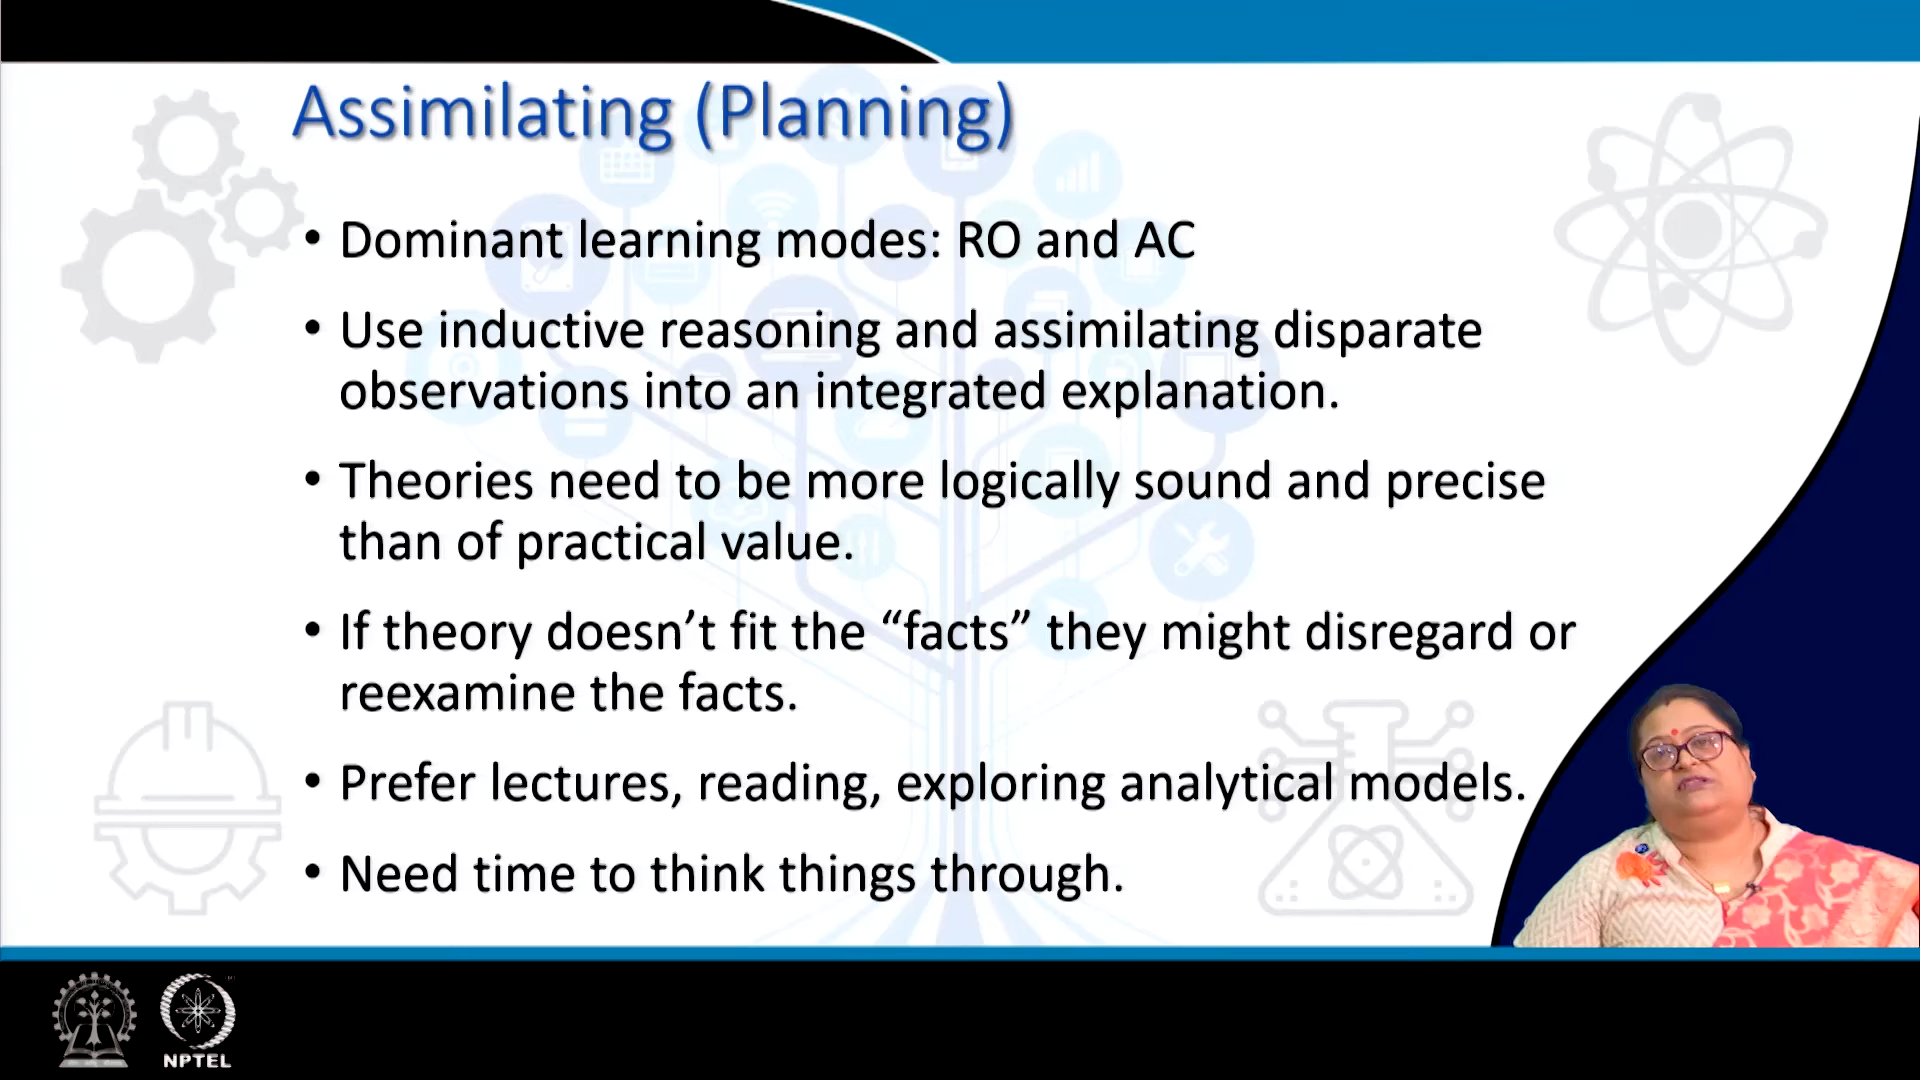 Assimilating (Planning)
• Dominant learning modes: RO and AC
• Use inductive reasoning and assimilating disparate
observations into an integrated explanation.
• Theories need to be more logically sound and precise
than of practical value.
• If theory doesn’t fit the “facts” they might disregard or
reexamine the facts.
• Prefer lectures, reading, exploring analytical models.
• Need time to think things through.
NPTEL